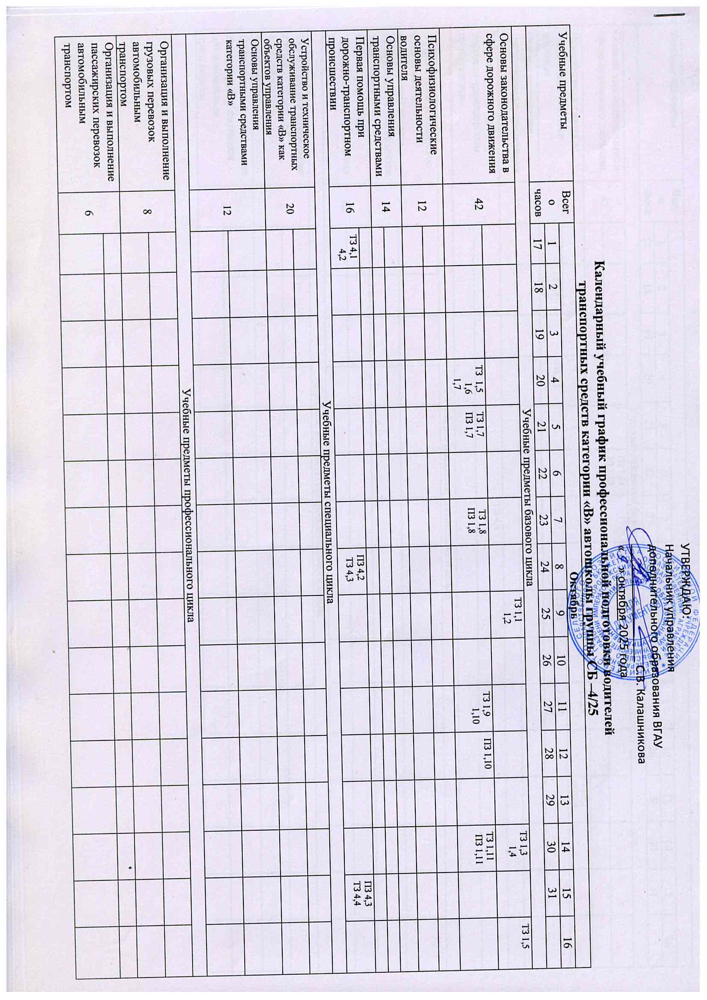 УТВЕРЖДАЮ:
Начальник управления
дополнительного образования ВГАУ
С.В. Калашникова
« 8 » октября 2025 года
Календарный учебный график профессиональной подготовки водителей
транспортных средств категории «В» автошколы группы СБ –4/25
Учебные предметы
Всег
о
часов
Октябрь
1 2 3 4 5 6 7 8 9 10 11 12 13 14 15 16
17 18 19 20 21 22 23 24 25 26 27 28 29 30 31
Учебные предметы базового цикла
Основы законодательства в
сфере дорожного движения
42
ТЗ 1,1
1,2
ТЗ 1,3
1,4
ТЗ 1,5
ТЗ 1,5
1,6
1,7
ТЗ 1,7
ПЗ 1,7
ТЗ 1,8
ПЗ 1,8
ТЗ 1,9
1,10
ПЗ 1,10
ТЗ 1,11
ПЗ 1,11
Психофизиологические
основы деятельности
водителя
12
Основы управления
транспортными средствами
14
Первая помощь при
дорожно-транспортном
происшествии
16
ПЗ 4,2
ТЗ 4,3
ПЗ 4,3
ТЗ 4,4
ТЗ 4,1
4,2
Учебные предметы специального цикла
Устройство и техническое
обслуживание транспортных
средств категории «В» как
объектов управления
20
Основы управления
транспортными средствами
категории «В»
12
Учебные предметы профессионального цикла
Организация и выполнение
грузовых перевозок
автомобильным
транспортом
8
Организация и выполнение
пассажирских перевозок
автомобильным
транспортом
6